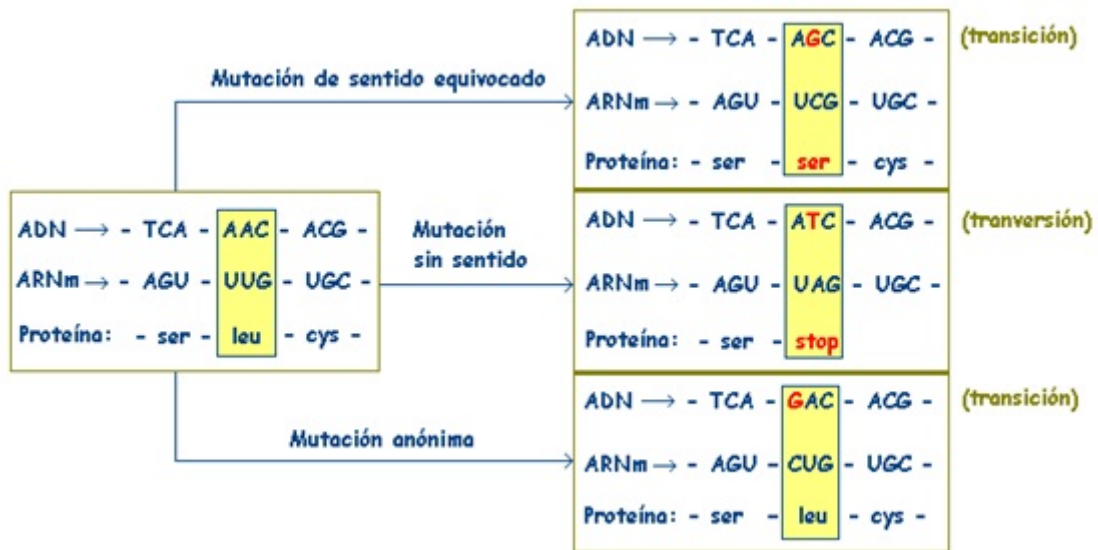 ADN → - TCA - AGC - ACG - (transición)
Mutación de sentido equivocado
ARNm → - AGU - UCG - UGC -
Proteína: - ser - ser - cys -
ADN → - TCA - AAC - ACG -
ARNm → - AGU - UUG - UGC -
Proteína: - ser - leu - cys -
Mutación
sin sentido
ADN → - TCA - ATC - ACG - (tranversión)
ARNm → - AGU - UAG - UGC -
Proteína: - ser - stop
Mutación anónima
ADN → - TCA - GAC - ACG - (transición)
ARNm → - AGU - CUG - UGC -
Proteína: - ser - leu - cys -